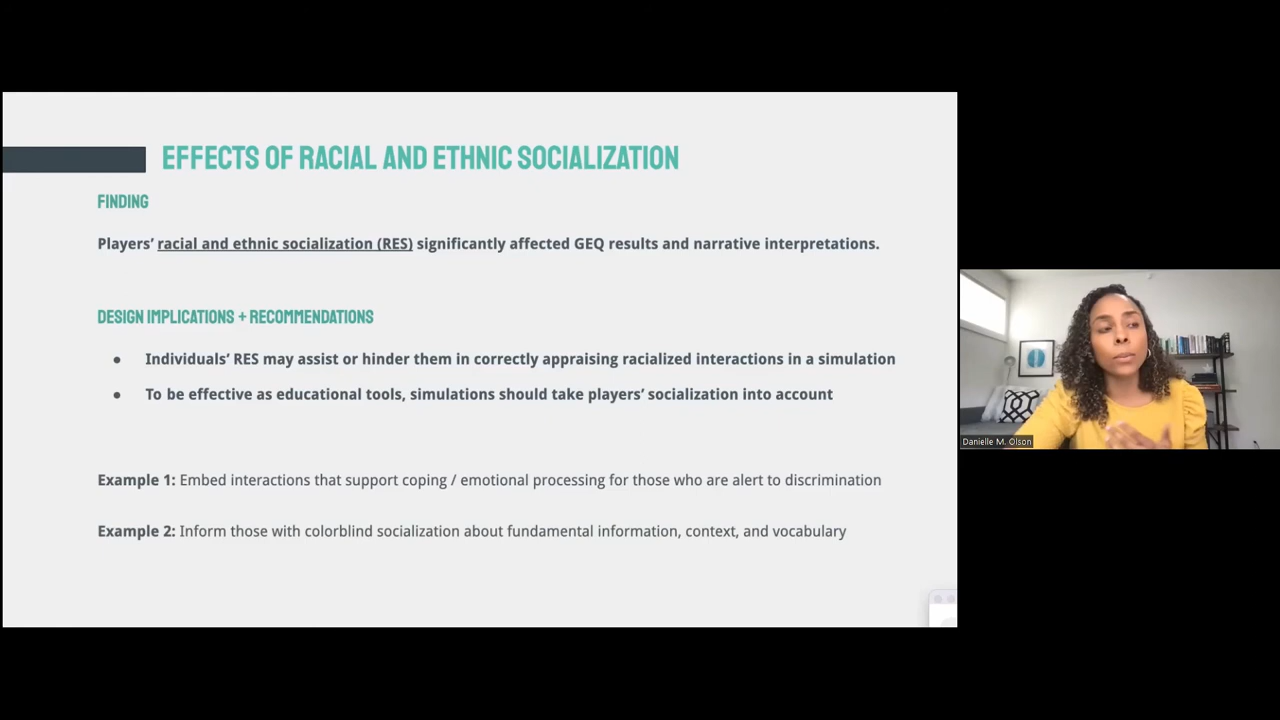 EFFECTS OF RACIAL AND ETHNIC SOCIALIZATION
FINDING
Players’ racial and ethnic socialization (RES) significantly affected GEQ results and narrative interpretations.
DESIGN IMPLICATIONS + RECOMMENDATIONS
● Individuals’ RES may assist or hinder them in correctly appraising racialized interactions in a simulation
● To be effective as educational tools, simulations should take players’ socialization into account
Example 1: Embed interactions that support coping / emotional processing for those who are alert to discrimination
Example 2: Inform those with colorblind socialization about fundamental information, context, and vocabulary
Danielle M. Olson